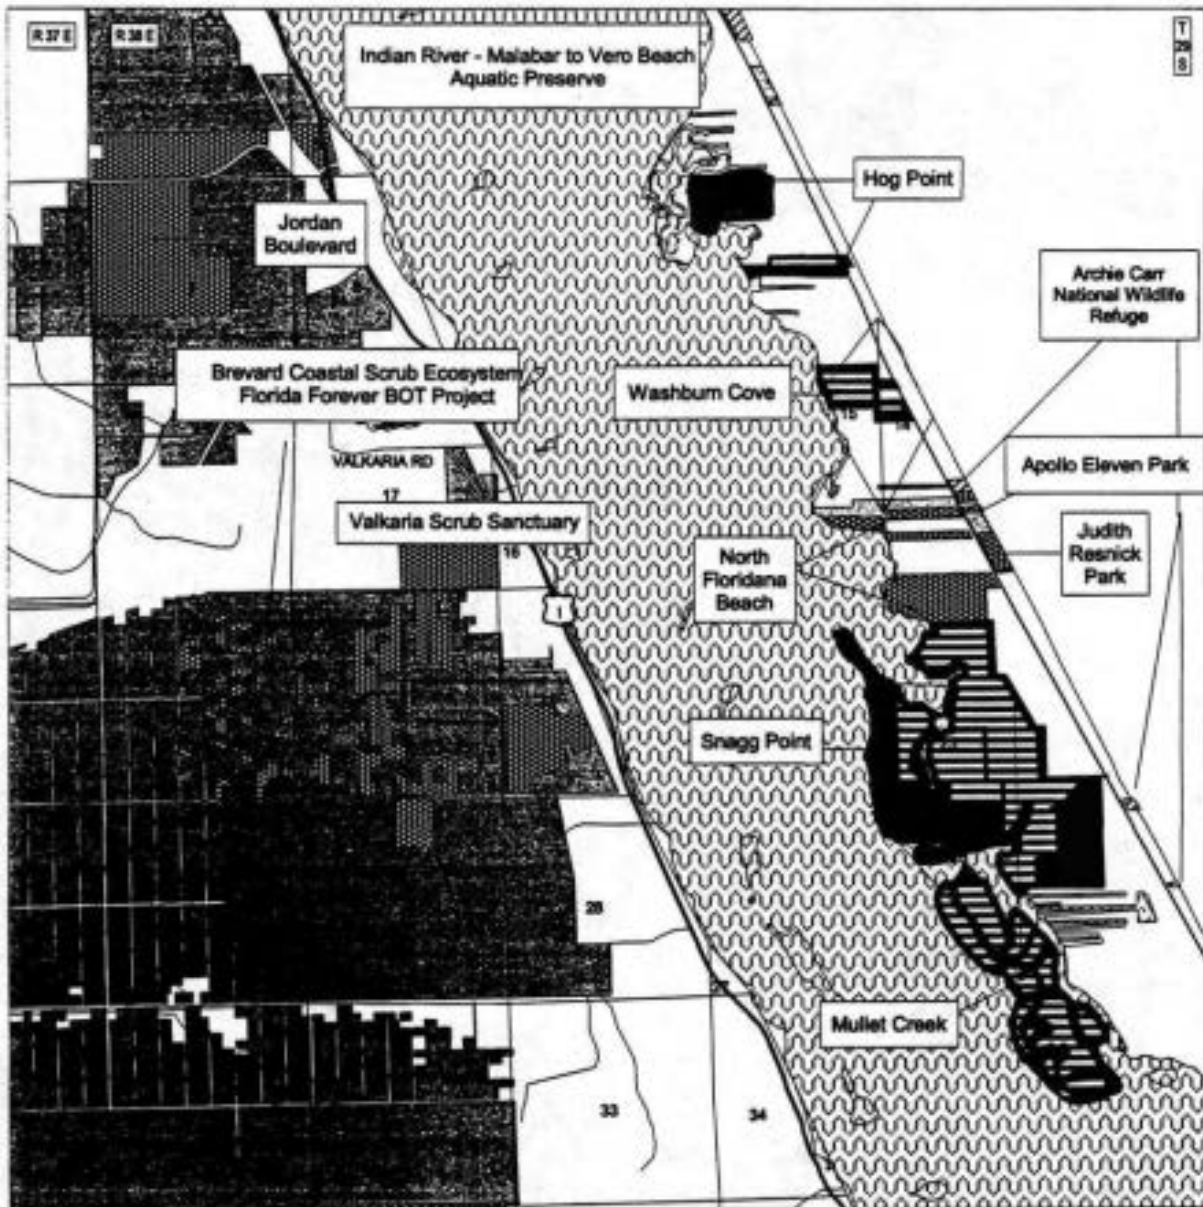 R 37 E
R 38 E
T
29
S
Indian River - Malabar to Vero Beach
Aquatic Preserve
Hog Point
Jordan
Boulevard
Archie Carr
National Wildlife
Refuge
Brevard Coastal Scrub Ecosystem
Florida Forever BOT Project
Washburn Cove
15
VALKARIA RD
Apollo Eleven Park
17
Valkaria Scrub Sanctuary
16
North
Floridana
Beach
Judith
Resnick
Park
1
Snagg Point
28
Mullet Creek
33
34